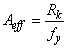 A_eff = R_k / f_y